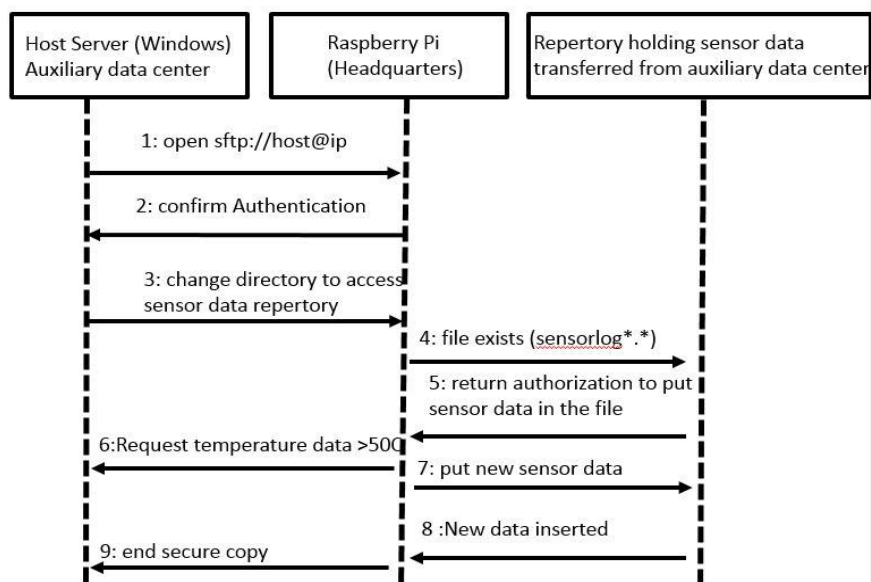 Host Server (Windows)
Auxiliary data center
Raspberry Pi
(Headquarters)
Repertory holding sensor data
transferred from auxiliary data center
1: open sftp://host@ip
2: confirm Authentication
3: change directory to access
sensor data repertory
4: file exists (sensorlog*.*)
5: return authorization to put
sensor data in the file
6:Request temperature data >50C
7: put new sensor data
8 :New data inserted
9: end secure copy